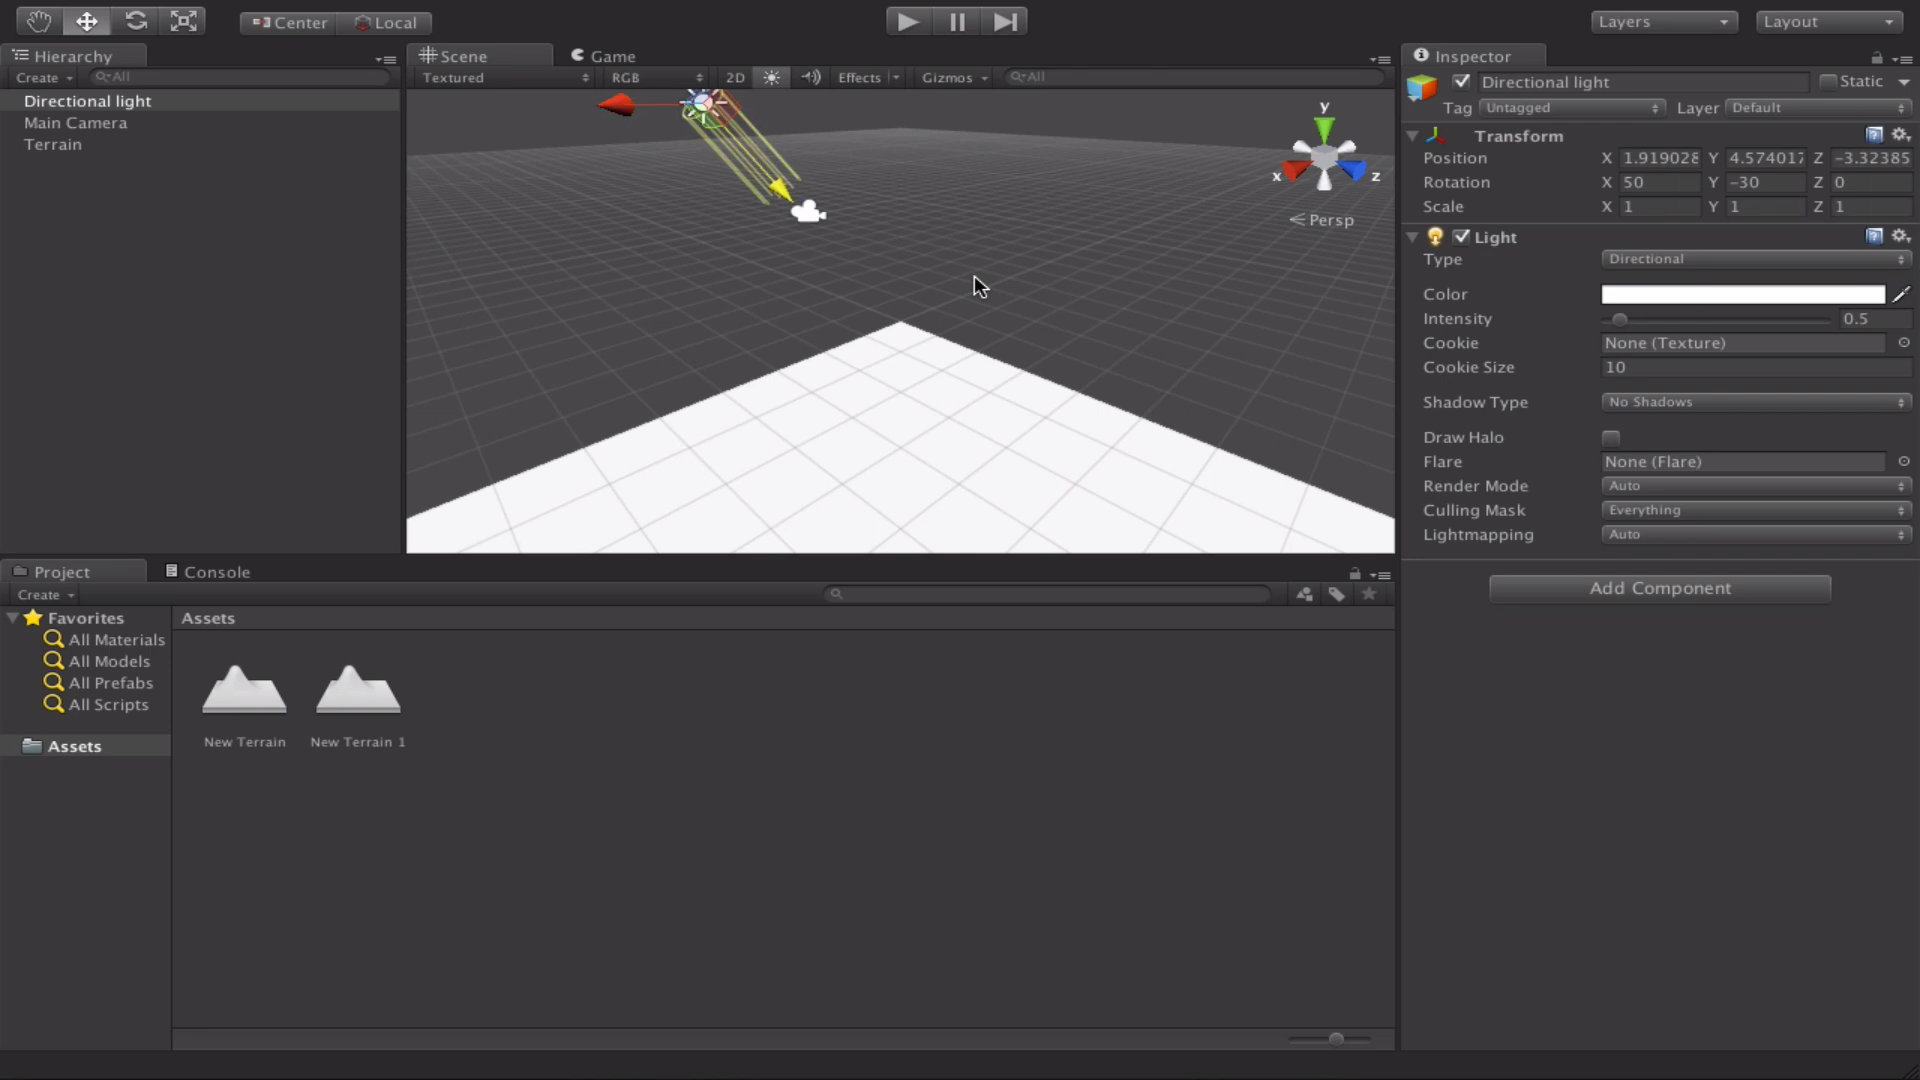 Center Local Layers Layout
Hierarchy
Create All
Directional light
Main Camera
Terrain
Scene Game
Textured RGB 2D Effects Gizmos All
y
x z
Persp
Inspector
Directional light Static
Tag Untagged Layer Default
Transform
Position X 1.919028 Y 4.574017 Z -3.32385
Rotation X 50 Y -30 Z 0
Scale X 1 Y 1 Z 1
Light
Type Directional
Color
Intensity 0.5
Cookie None (Texture)
Cookie Size 10
Shadow Type No Shadows
Draw Halo
Flare None (Flare)
Render Mode Auto
Culling Mask Everything
Lightmapping Auto
Add Component
Project Console
Create
Favorites
All Materials
All Models
All Prefabs
All Scripts
Assets
Assets
New Terrain New Terrain 1